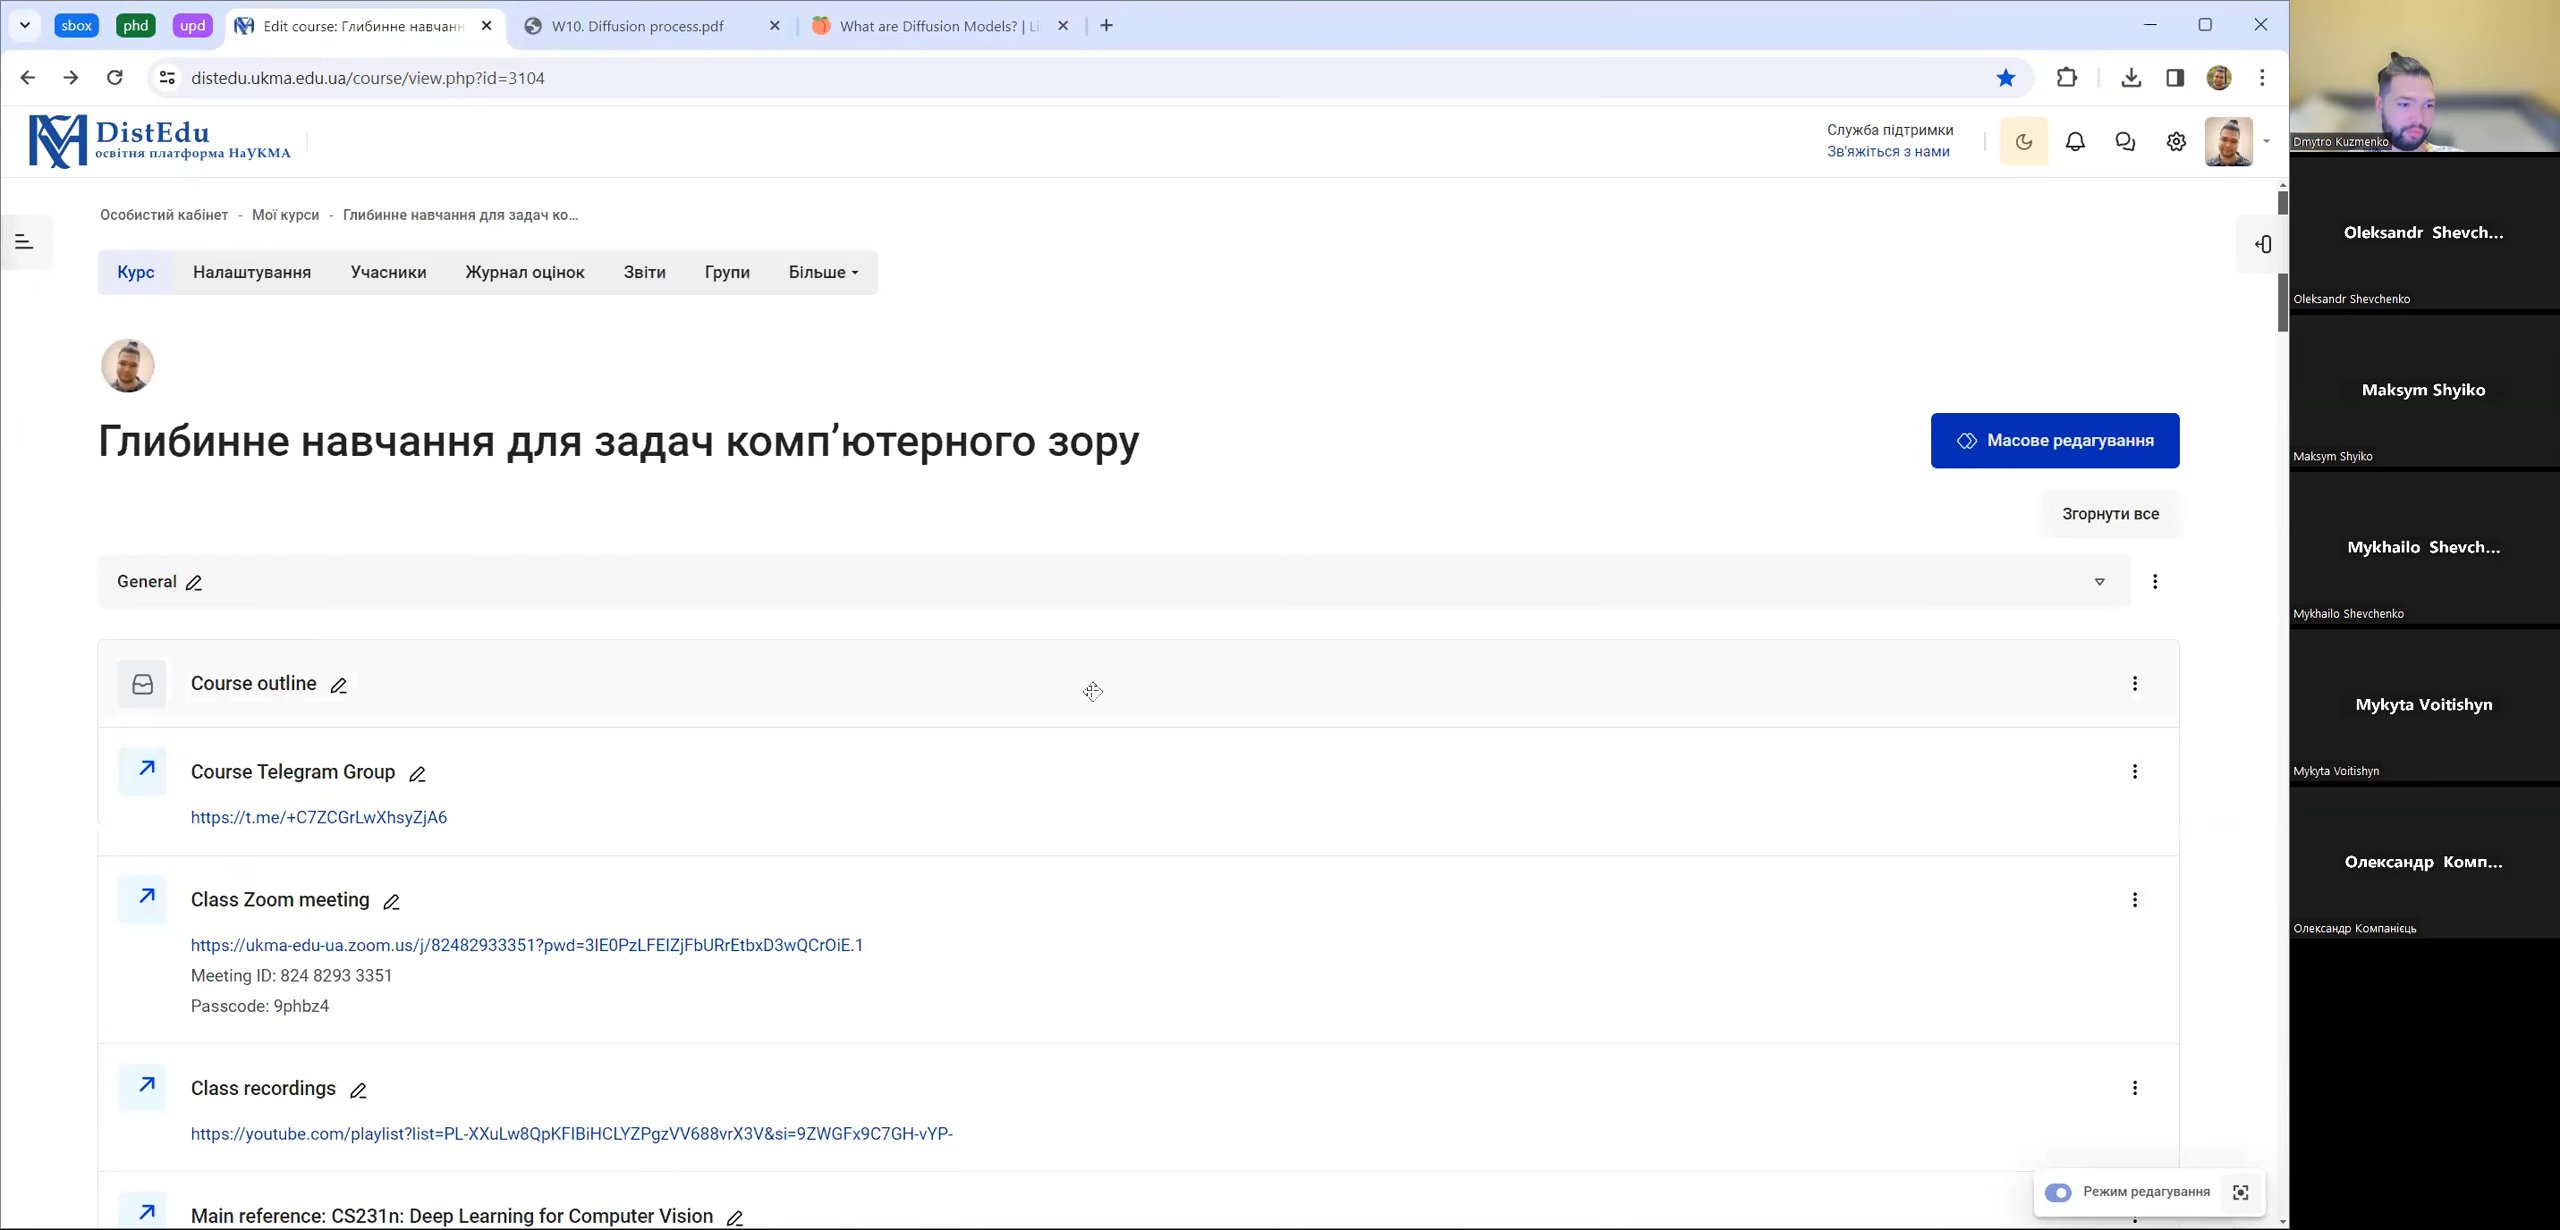 sbox
phd
upd
Edit course: Глибинне навчанн
W10. Diffusion process.pdf
What are Diffusion Models? | Li
distedu.ukma.edu.ua/course/view.php?id=3104
DistEdu
освітня платформа НаУКМА
Служба підтримки
Зв'яжіться з нами
Особистий кабінет - Мої курси - Глибинне навчання для задач ко...
Курс
Налаштування
Учасники
Журнал оцінок
Звіти
Групи
Більше
Глибинне навчання для задач комп’ютерного зору
Масове редагування
Згорнути все
General
Course outline
Course Telegram Group
https://t.me/+C7ZCGrLwXhsyZjA6
Class Zoom meeting
https://ukma-edu-ua.zoom.us/j/82482933351?pwd=3IE0PzLFEIZjFbURrEtbxD3wQCrOiE.1
Meeting ID: 824 8293 3351
Passcode: 9phbz4
Class recordings
https://youtube.com/playlist?list=PL-XXuLw8QpKFIBiHCLYZPgzVV688vrX3V&si=9ZWGFx9C7GH-vYP-
Main reference: CS231n: Deep Learning for Computer Vision
Режим редагування
Dmytro Kuzmenko
Oleksandr Shevch...
Oleksandr Shevchenko
Maksym Shyiko
Maksym Shyiko
Mykhailo Shevch...
Mykhailo Shevchenko
Mykyta Voitishyn
Mykyta Voitishyn
Олександр Комп...
Олександр Компанієць